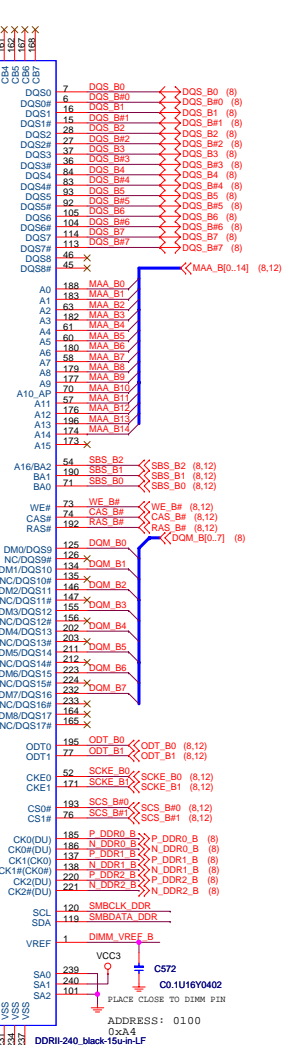 161
162
167
168
CB4
CB5
CB6
CB7
DQS0 7 DQS_B0 DQS_B0 (8)
DQS0# 6 DQS_B#0 DQS_B#0 (8)
DQS1 16 DQS_B1 DQS_B1 (8)
DQS1# 15 DQS_B#1 DQS_B#1 (8)
DQS2 28 DQS_B2 DQS_B2 (8)
DQS2# 27 DQS_B#2 DQS_B#2 (8)
DQS3 37 DQS_B3 DQS_B3 (8)
DQS3# 36 DQS_B#3 DQS_B#3 (8)
DQS4 84 DQS_B4 DQS_B4 (8)
DQS4# 83 DQS_B#4 DQS_B#4 (8)
DQS5 93 DQS_B5 DQS_B5 (8)
DQS5# 92 DQS_B#5 DQS_B#5 (8)
DQS6 105 DQS_B6 DQS_B6 (8)
DQS6# 104 DQS_B#6 DQS_B#6 (8)
DQS7 114 DQS_B7 DQS_B7 (8)
DQS7# 113 DQS_B#7 DQS_B#7 (8)
DQS8 46
DQS8# 45
MAA_B[0..14] (8,12)
A0 188 MAA_B0
A1 183 MAA_B1
A2 63 MAA_B2
A3 182 MAA_B3
A4 61 MAA_B4
A5 60 MAA_B5
A6 180 MAA_B6
A7 58 MAA_B7
A8 179 MAA_B8
A9 177 MAA_B9
A10_AP 70 MAA_B10
A11 57 MAA_B11
A12 176 MAA_B12
A13 196 MAA_B13
A14 174 MAA_B14
A15 173
A16/BA2 54 SBS_B2 SBS_B2 (8,12)
BA1 190 SBS_B1 SBS_B1 (8,12)
BA0 71 SBS_B0 SBS_B0 (8,12)
WE# 73 WE_B# WE_B# (8,12)
CAS# 74 CAS_B# CAS_B# (8,12)
RAS# 192 RAS_B# RAS_B# (8,12)
DQM_B[0..7] (8)
DM0/DQS9 125 DQM_B0
NC/DQS9# 126
DM1/DQS10 134 DQM_B1
NC/DQS10# 135
DM2/DQS11 146 DQM_B2
NC/DQS11# 147
DM3/DQS12 155 DQM_B3
NC/DQS12# 156
DM4/DQS13 202 DQM_B4
NC/DQS13# 203
DM5/DQS14 211 DQM_B5
NC/DQS14# 212
DM6/DQS15 223 DQM_B6
NC/DQS15# 224
DM7/DQS16 232 DQM_B7
NC/DQS16# 233
DM8/DQS17 164
NC/DQS17# 165
ODT0 195 ODT_B0 ODT_B0 (8,12)
ODT1 77 ODT_B1 ODT_B1 (8,12)
CKE0 52 SCKE_B0 SCKE_B0 (8,12)
CKE1 171 SCKE_B1 SCKE_B1 (8,12)
CS0# 193 SCS_B#0 SCS_B#0 (8,12)
CS1# 76 SCS_B#1 SCS_B#1 (8,12)
CK0(DU) 185 P_DDR0_B P_DDR0_B (8)
CK0#(DU) 186 N_DDR0_B N_DDR0_B (8)
CK1(CK0) 137 P_DDR1_B P_DDR1_B (8)
CK1#(CK0#) 138 N_DDR1_B N_DDR1_B (8)
CK2(DU) 220 P_DDR2_B P_DDR2_B (8)
CK2#(DU) 221 N_DDR2_B N_DDR2_B (8)
SCL 120 SMBCLK_DDR
SDA 119 SMBDATA_DDR
VREF 1 DIMM_VREF_B
VCC3
C572
C0.1U16Y0402
SA0 239
SA1 240
SA2 101
PLACE CLOSE TO DIMM PIN
ADDRESS: 0100
0xA4
VSS
VSS
231
234
237
DDRII-240_black-15u-in-LF